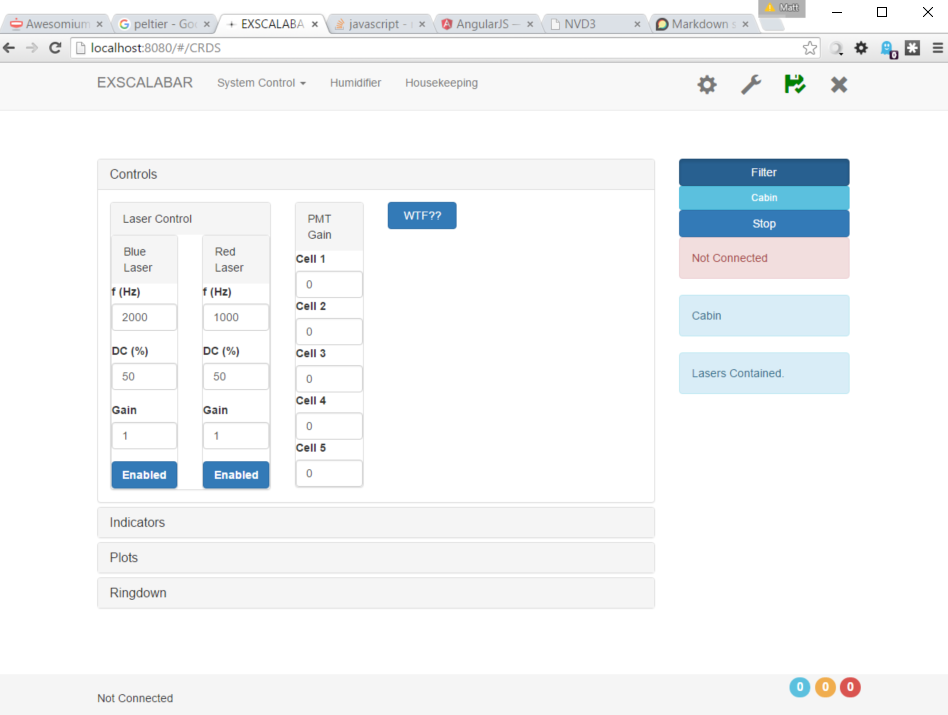 Awesomium
peltier - Go
EXSCALABA
javascript -
AngularJS —
NVD3
Markdown s
Matt
localhost:8080/#/CRDS
0
EXSCALABAR
System Control
Humidifier
Housekeeping
Controls
Laser Control
Blue
Laser
f (Hz)
2000
DC (%)
50
Gain
1
Enabled
Red
Laser
f (Hz)
1000
DC (%)
50
Gain
1
Enabled
PMT
Gain
Cell 1
0
Cell 2
0
Cell 3
0
Cell 4
0
Cell 5
0
WTF??
Indicators
Plots
Ringdown
Filter
Cabin
Stop
Not Connected
Cabin
Lasers Contained.
Not Connected
0 0 0